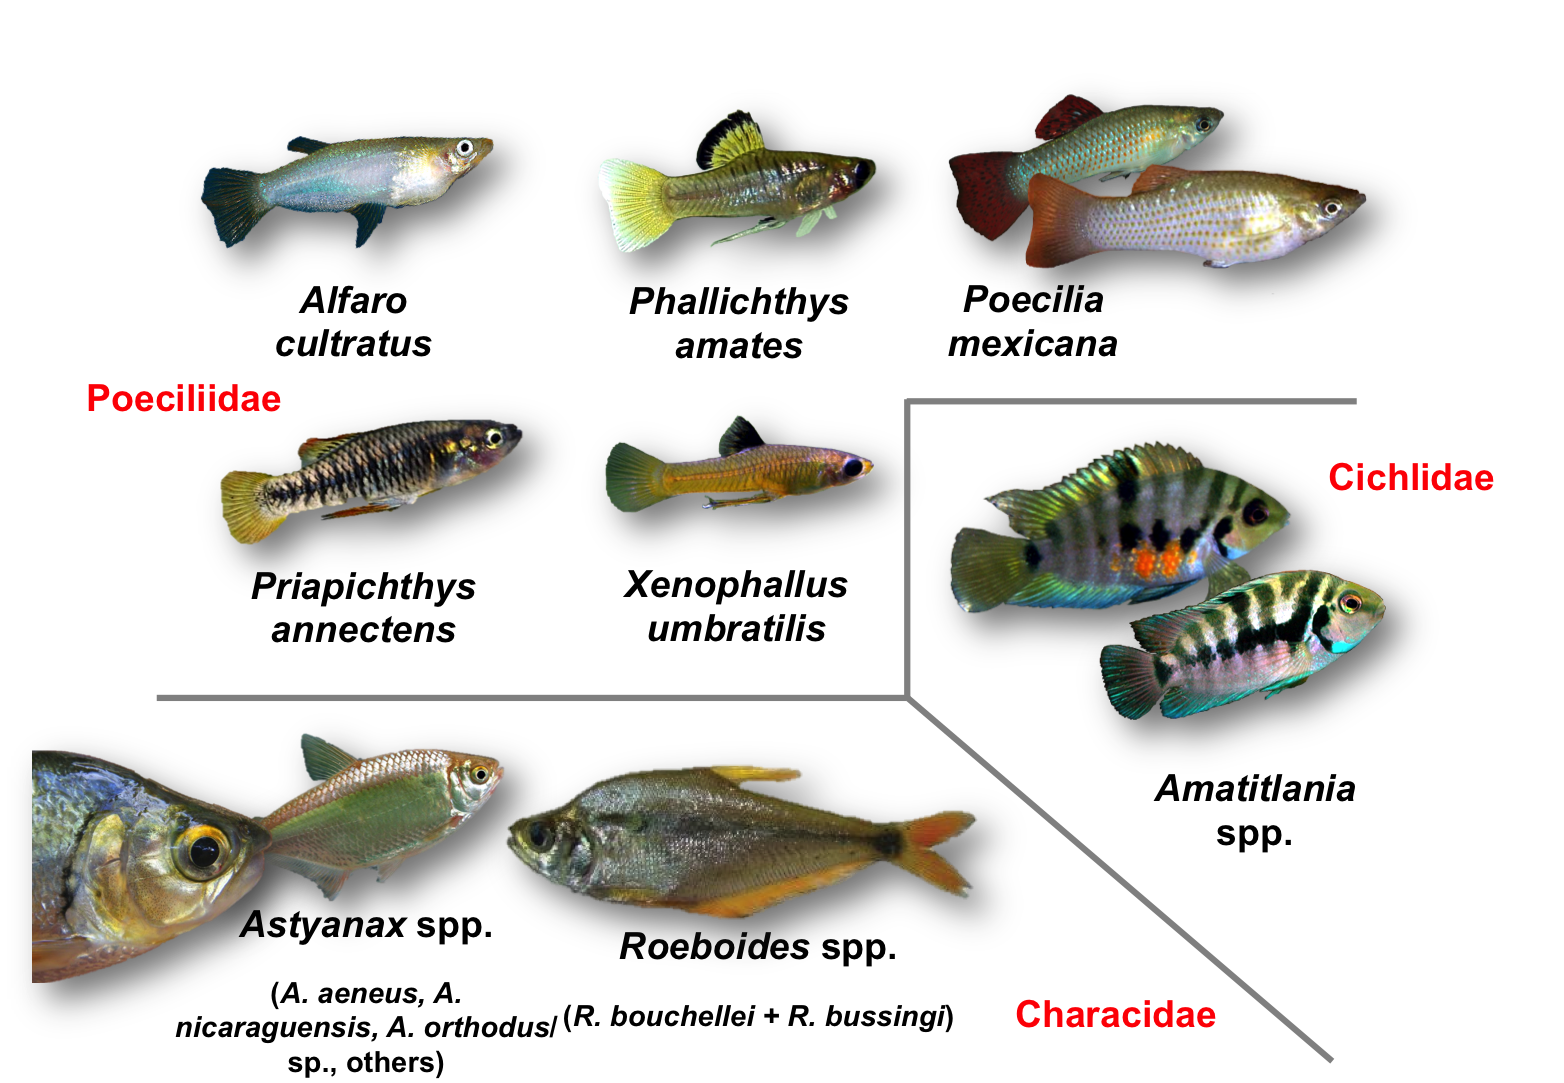 Alfaro
cultratus
Phallichthys
amates
Poecilia
mexicana
Poeciliidae
Cichlidae
Priapichthys
annectens
Xenophallus
umbratilis
Amatitlania
spp.
Astyanax spp.
(A. aeneus, A.
nicaraguensis, A. orthodus/
sp., others)
Roeboides spp.
(R. bouchellei + R. bussingi)
Characidae